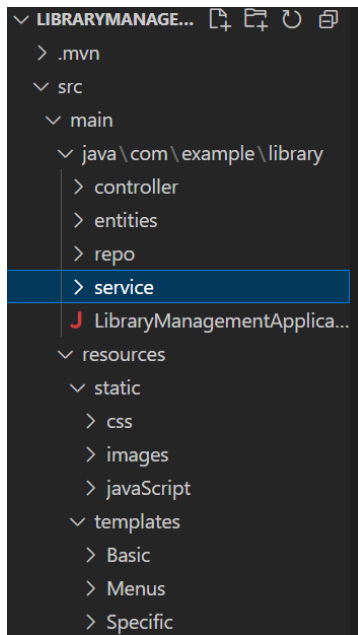 LIBRARYMANAGE...
.mvn
src
main
java\com\example\library
controller
entities
repo
service
J LibraryManagementApplica...
resources
static
css
images
javaScript
templates
Basic
Menus
Specific